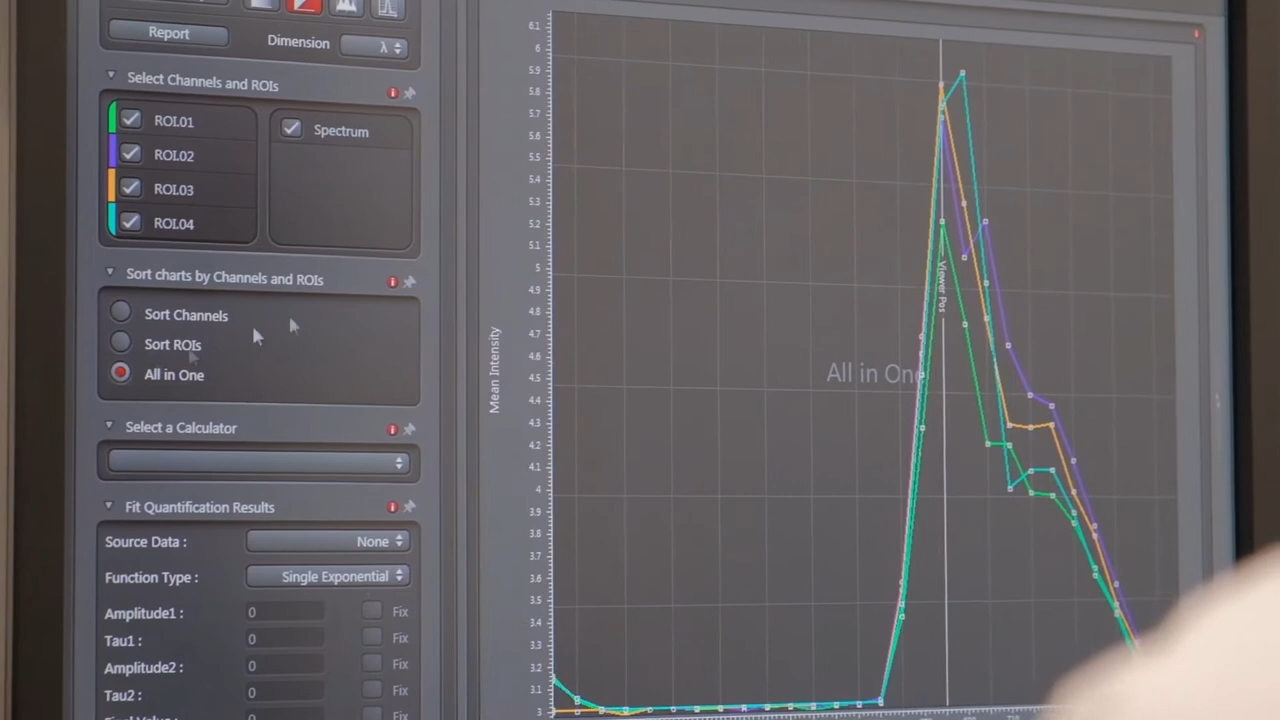 Report
Dimension
λ
Select Channels and ROIs
ROI.01
ROI.02
ROI.03
ROI.04
Spectrum
Sort charts by Channels and ROIs
Sort Channels
Sort ROIs
All in One
Select a Calculator
Fit Quantification Results
Source Data :
None
Function Type :
Single Exponential
Amplitude1 :
0
Fix
Tau1 :
0
Fix
Amplitude2 :
0
Fix
Tau2 :
0
Fix
Mean Intensity
6.1
6
5.9
5.8
5.7
5.6
5.5
5.4
5.3
5.2
5.1
5
4.9
4.8
4.7
4.6
4.5
4.4
4.3
4.2
4.1
4
3.9
3.8
3.7
3.6
3.5
3.4
3.3
3.2
3.1
3
Viewer Pos
All in One